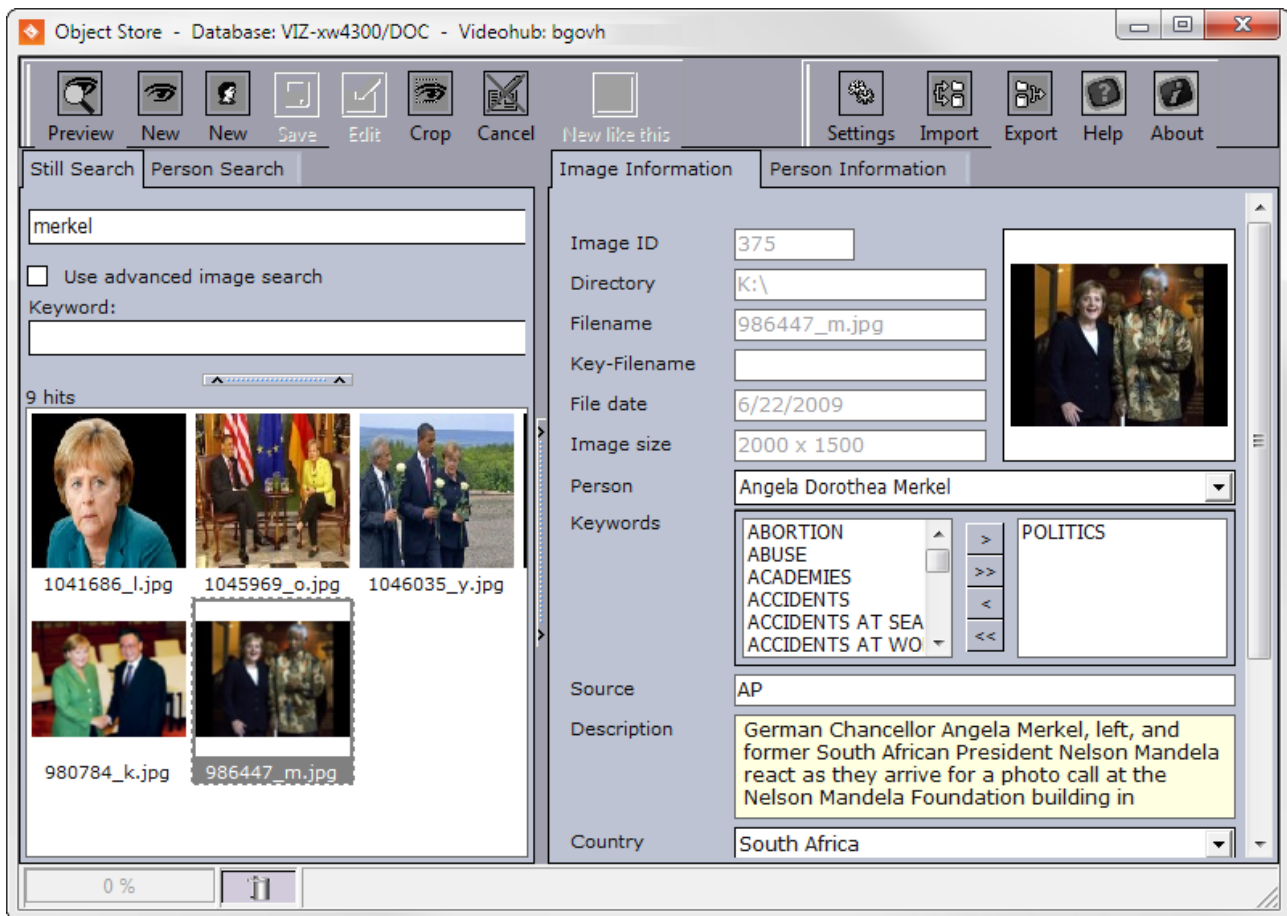 Object Store - Database: VIZ-xw4300/DOC - Videohub: bgovh
Preview New New Save Edit Crop Cancel New like this Settings Import Export Help About
Still Search Person Search
merkel
Use advanced image search
Keyword:
9 hits
1041686_l.jpg 1045969_o.jpg 1046035_y.jpg
980784_k.jpg 986447_m.jpg
Image Information Person Information
Image ID 375
Directory K:\
Filename 986447_m.jpg
Key-Filename
File date 6/22/2009
Image size 2000 x 1500
Person Angela Dorothea Merkel
Keywords
ABORTION
ABUSE
ACADEMIES
ACCIDENTS
ACCIDENTS AT SEA
ACCIDENTS AT WO
>
>>
<
<<
POLITICS
Source AP
Description
German Chancellor Angela Merkel, left, and
former South African President Nelson Mandela
react as they arrive for a photo call at the
Nelson Mandela Foundation building in
Country South Africa
0 %